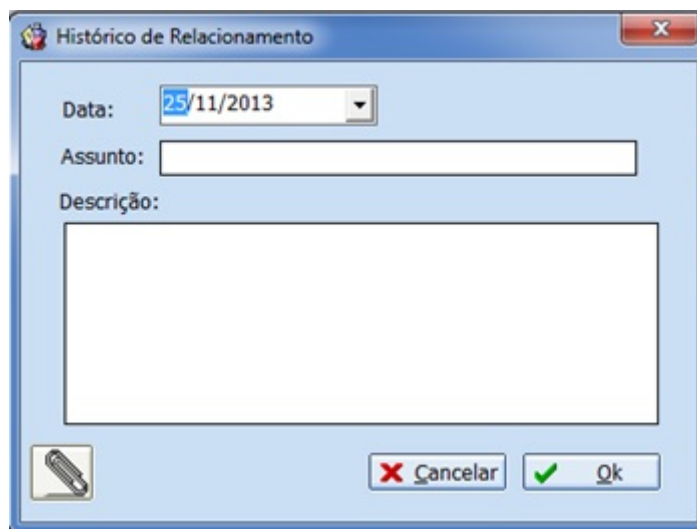 Histórico de Relacionamento
Data: 25/11/2013
Assunto:
Descrição:
Cancelar Ok